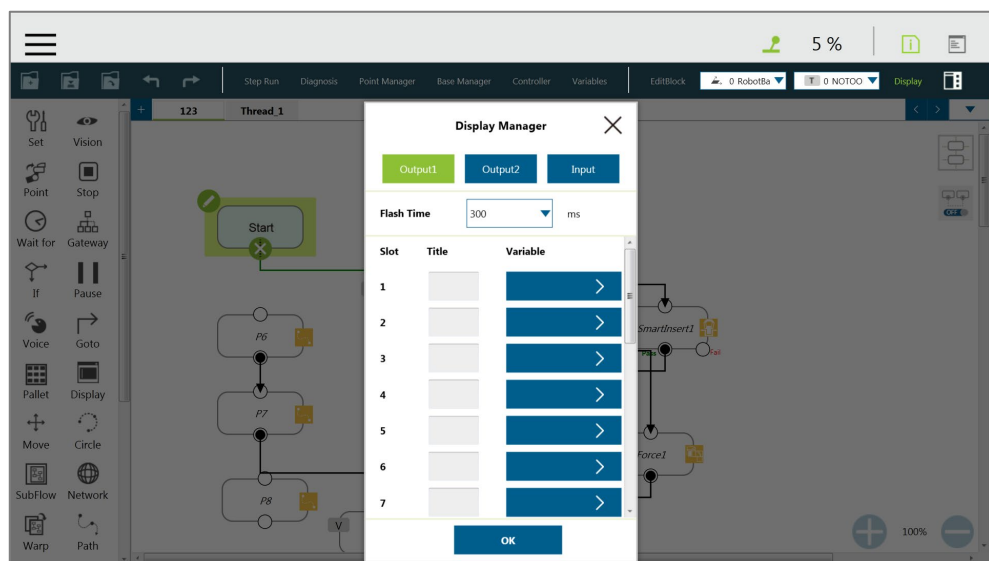 5 %
Step Run Diagnosis Point Manager Base Manager Controller Variables EditBlock 0 RobotBa T 0 NOTOO Display
+ 123 Thread_1
Set Vision
Point Stop
Wait for Gateway
If Pause
Voice Goto
Pallet Display
Move Circle
SubFlow Network
Warp Path
Start
P6
P7
P8
V
Display Manager
Output1 Output2 Input
Flash Time 300 ms
Slot Title Variable
1
2
3
4
5
6
7
OK
SmartInsert1
Pass Fail
Force1
OFF
100%